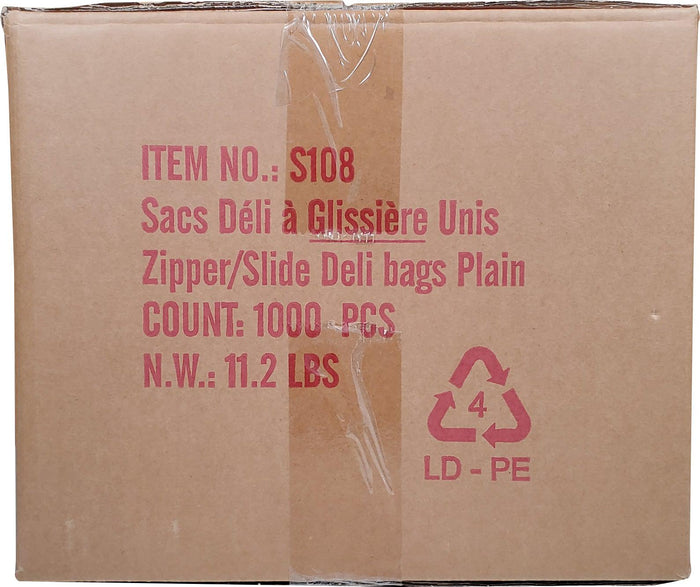 ITEM NO.: S108
Sacs Déli à Glissière Unis
Zipper/Slide Deli bags Plain
COUNT: 1000 PCS
N.W.: 11.2 LBS
4
LD - PE